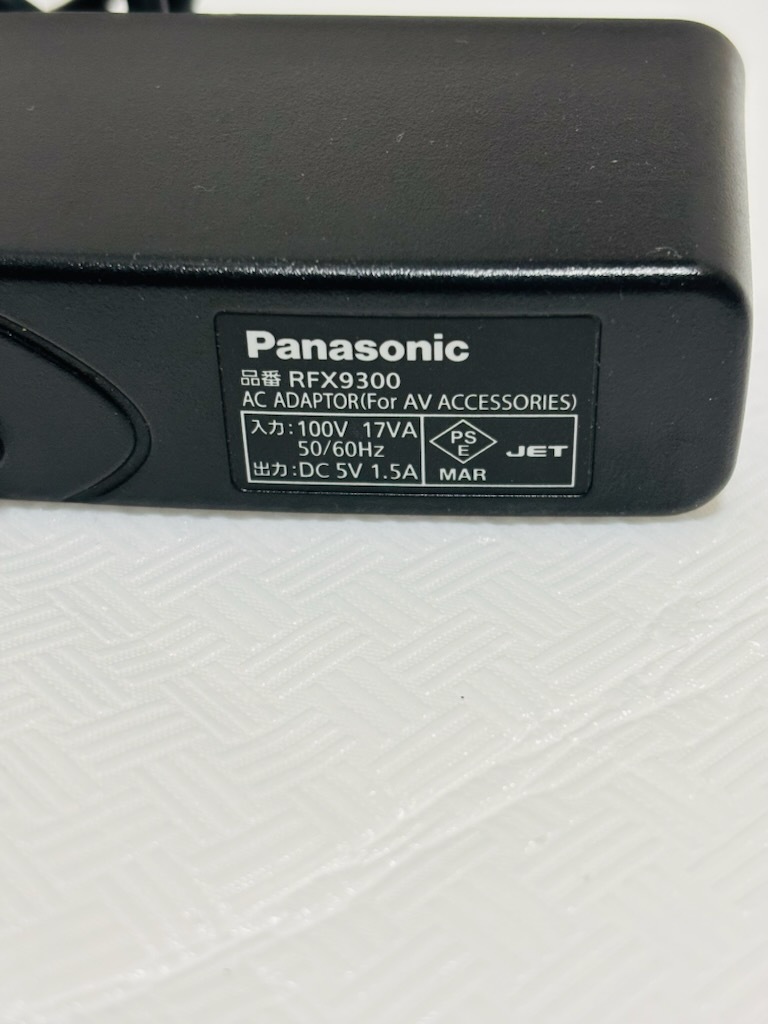 Panasonic
品番 RFX9300
AC ADAPTOR(For AV ACCESSORIES)
入力:100V 17VA
50/60Hz
出力:DC 5V 1.5A
PS
E
MAR
JET